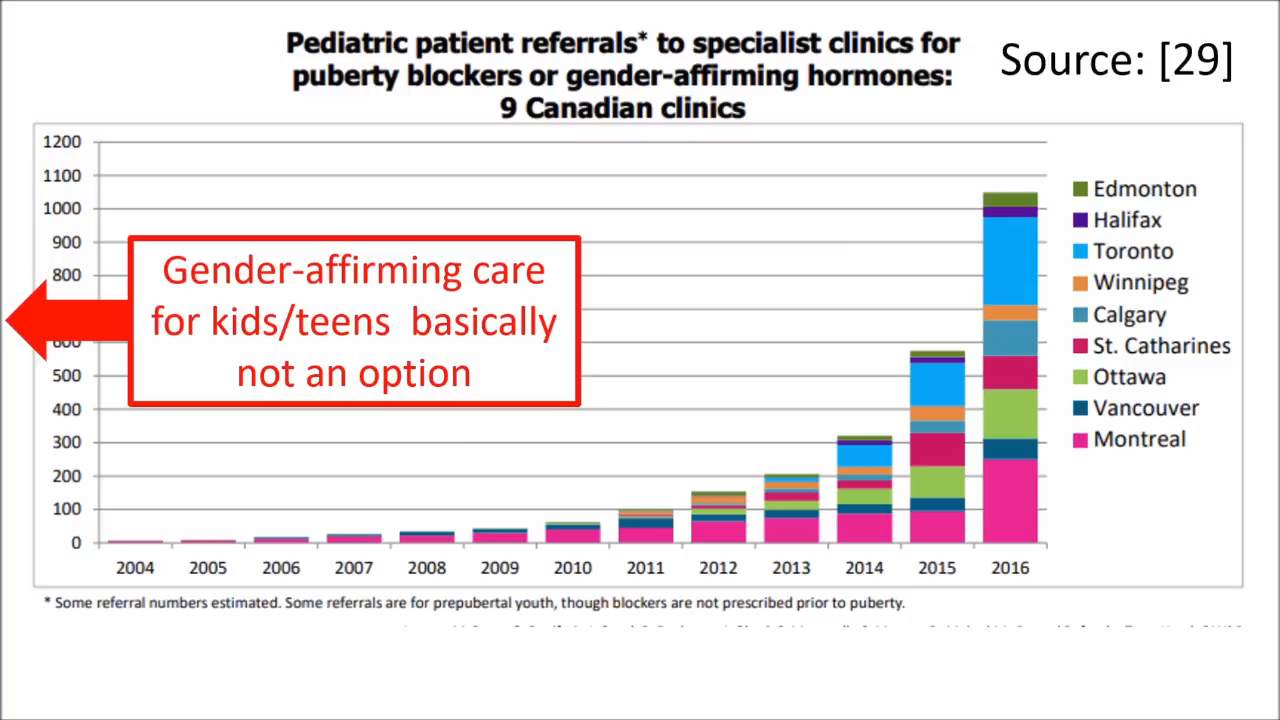 Pediatric patient referrals* to specialist clinics for
puberty blockers or gender-affirming hormones:
9 Canadian clinics
Source: [29]
1200
1100
1000
900
800
600
500
400
300
200
100
0
Gender-affirming care
for kids/teens basically
not an option
Edmonton
Halifax
Toronto
Winnipeg
Calgary
St. Catharines
Ottawa
Vancouver
Montreal
2004 2005 2006 2007 2008 2009 2010 2011 2012 2013 2014 2015 2016
* Some referral numbers estimated. Some referrals are for prepubertal youth, though blockers are not prescribed prior to puberty.